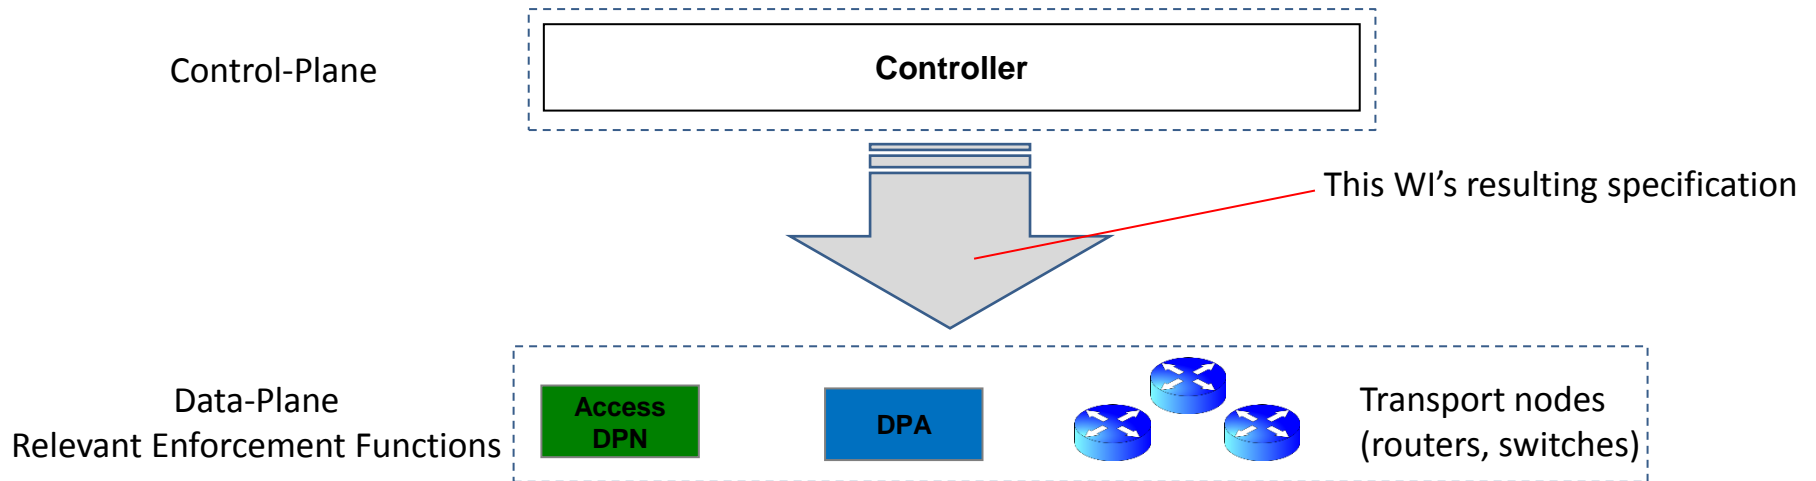 Control-Plane
Controller
This WI’s resulting specification
Data-Plane
Relevant Enforcement Functions
Access
DPN
DPA
Transport nodes
(routers, switches)